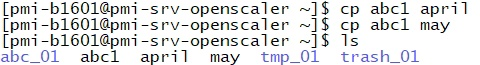 [pmi-b1601@pmi-srv-openscaler ~]$ cp abc1 april
[pmi-b1601@pmi-srv-openscaler ~]$ cp abc1 may
[pmi-b1601@pmi-srv-openscaler ~]$ ls
abc_01  abc1  april  may  tmp_01  trash_01